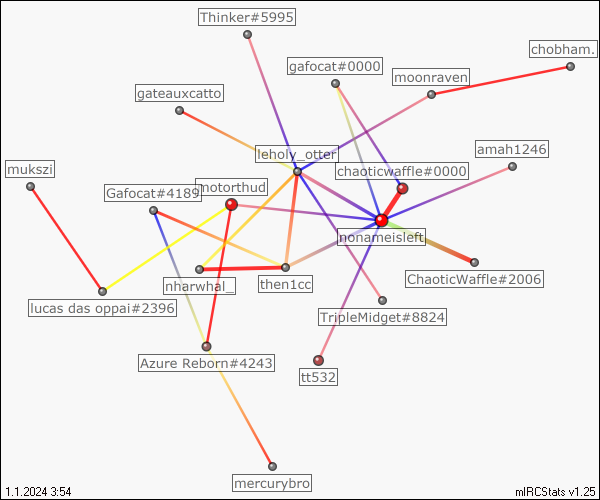 Thinker#5995
chobham.
gafocat#0000
moonraven
gateauxcatto
amah1246
leholy_otter
chaoticwaffle#0000
mukszi
Gafocat#4189
motorthud
nonameisleft
nharwhal_
then1cc
ChaoticWaffle#2006
lucas das oppai#2396
TripleMidget#8824
Azure Reborn#4243
tt532
mercurybro
1.1.2024 3:54
mIRCStats v1.25